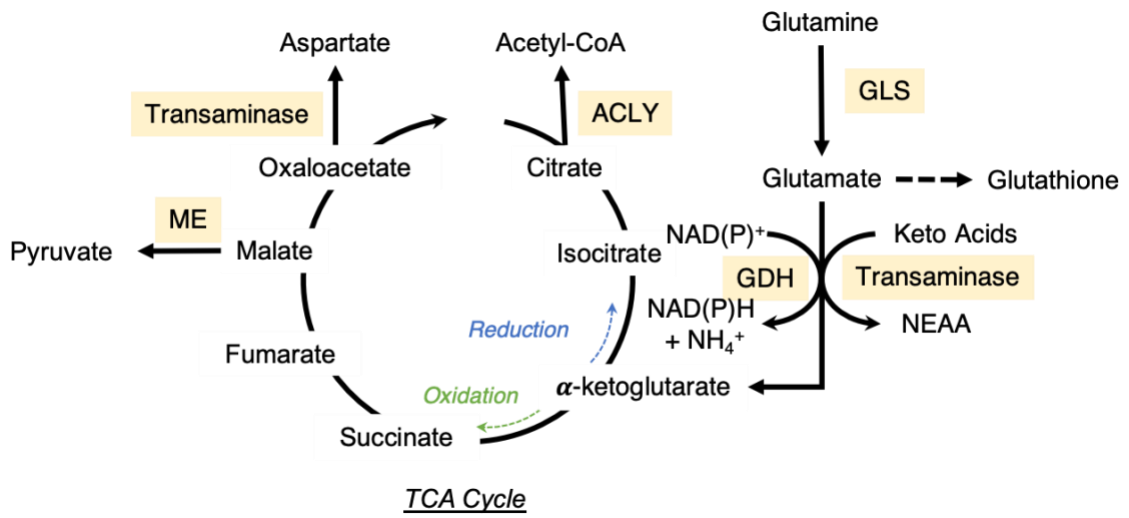 Glutamine
Aspartate
Acetyl-CoA
GLS
Transaminase
ACLY
Oxaloacetate
Citrate
Glutamate
Glutathione
ME
Pyruvate
Malate
Isocitrate
NAD(P)⁺
Keto Acids
GDH
Transaminase
NAD(P)H
+ NH₄⁺
NEAA
Reduction
Fumarate
Oxidation
α-ketoglutarate
Succinate
TCA Cycle